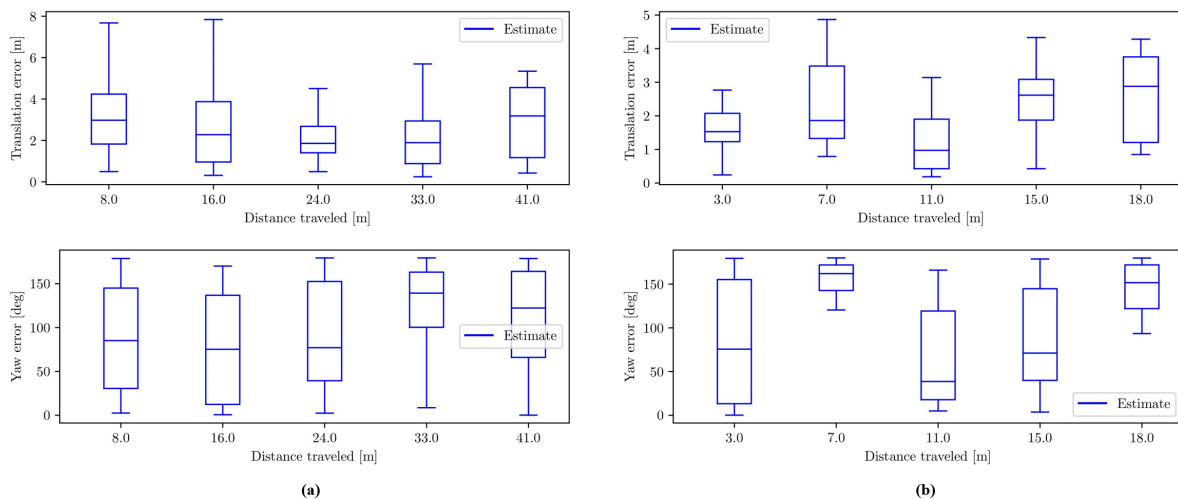 8
6
4
2
0
Translation error [m]
Estimate
8.0 16.0 24.0 33.0 41.0
Distance traveled [m]
150
100
50
0
Yaw error [deg]
Estimate
8.0 16.0 24.0 33.0 41.0
Distance traveled [m]
(a)
5
4
3
2
1
0
Translation error [m]
Estimate
3.0 7.0 11.0 15.0 18.0
Distance traveled [m]
150
100
50
0
Yaw error [deg]
Estimate
3.0 7.0 11.0 15.0 18.0
Distance traveled [m]
(b)